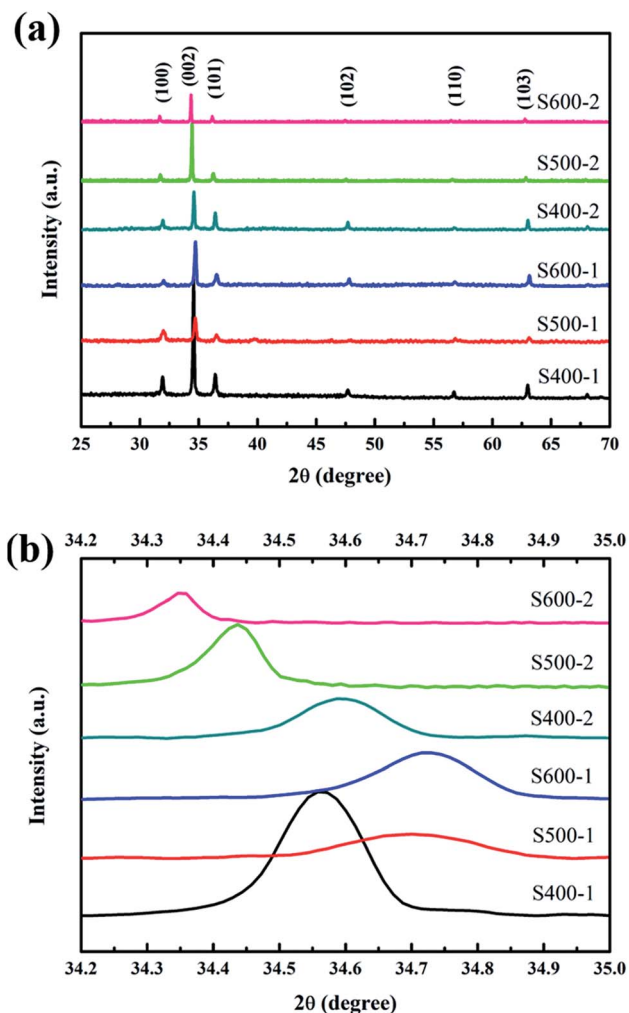 (a)
(100)
(002)
(101)
(102)
(110)
(103)
S600-2
S500-2
S400-2
S600-1
S500-1
S400-1
Intensity (a.u.)
25 30 35 40 45 50 55 60 65 70
2θ (degree)
(b)
34.2 34.3 34.4 34.5 34.6 34.7 34.8 34.9 35.0
S600-2
S500-2
S400-2
S600-1
S500-1
S400-1
Intensity (a.u.)
34.2 34.3 34.4 34.5 34.6 34.7 34.8 34.9 35.0
2θ (degree)